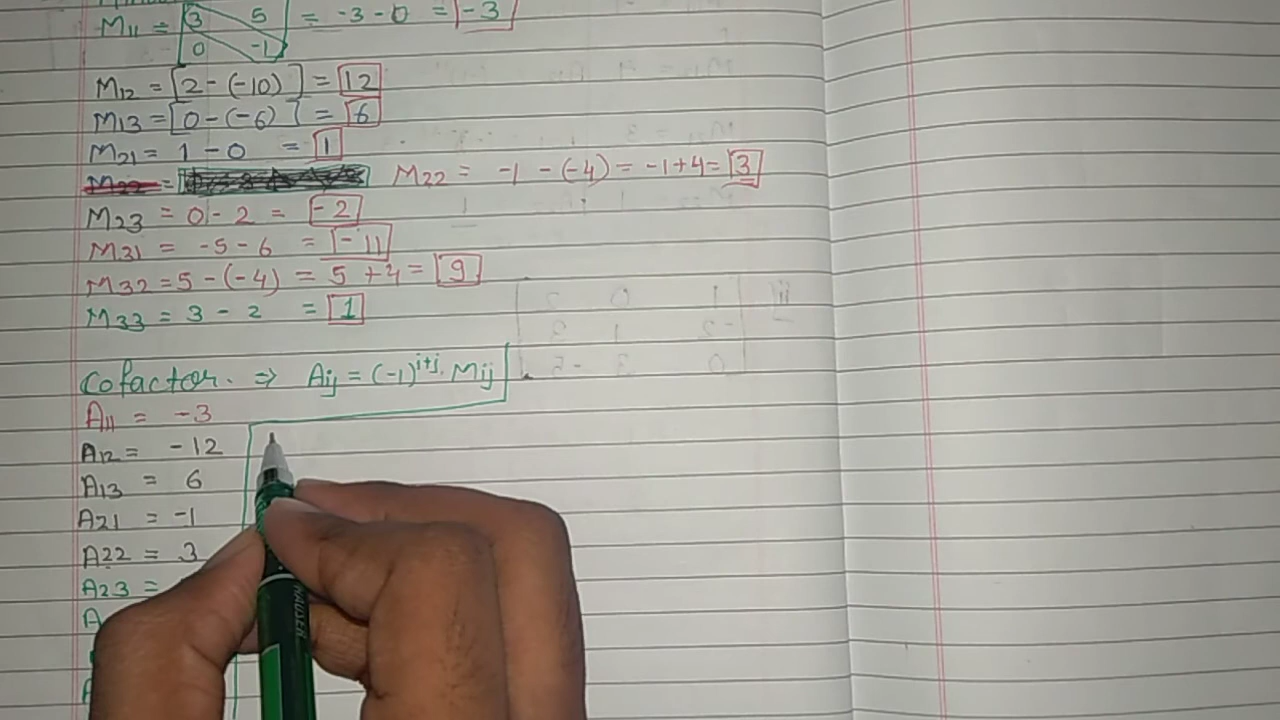 M11 = |3 5 = -3-0 = -3
0 -1|
M12 = [2-(-10)] = 12
M13 = [0-(-6)] = 6
M21 = 1-0 = 1
M22 = M22 = -1 - (-4) = -1+4 = 3
M23 = 0-2 = -2
M31 = -5-6 = -11
M32 = 5-(-4) = 5+4 = 9
M33 = 3-2 = 1
Cofactor. ⇒ Aij = (-1)^i+j. Mij
A11 = -3
A12 = -12
A13 = 6
A21 = -1
A22 = 3
A23 =
A
HAUSER